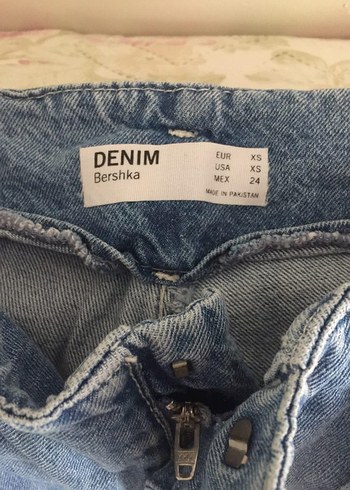 DENIM
Bershka
EUR XS
USA XS
MEX 24
MADE IN PAKISTAN